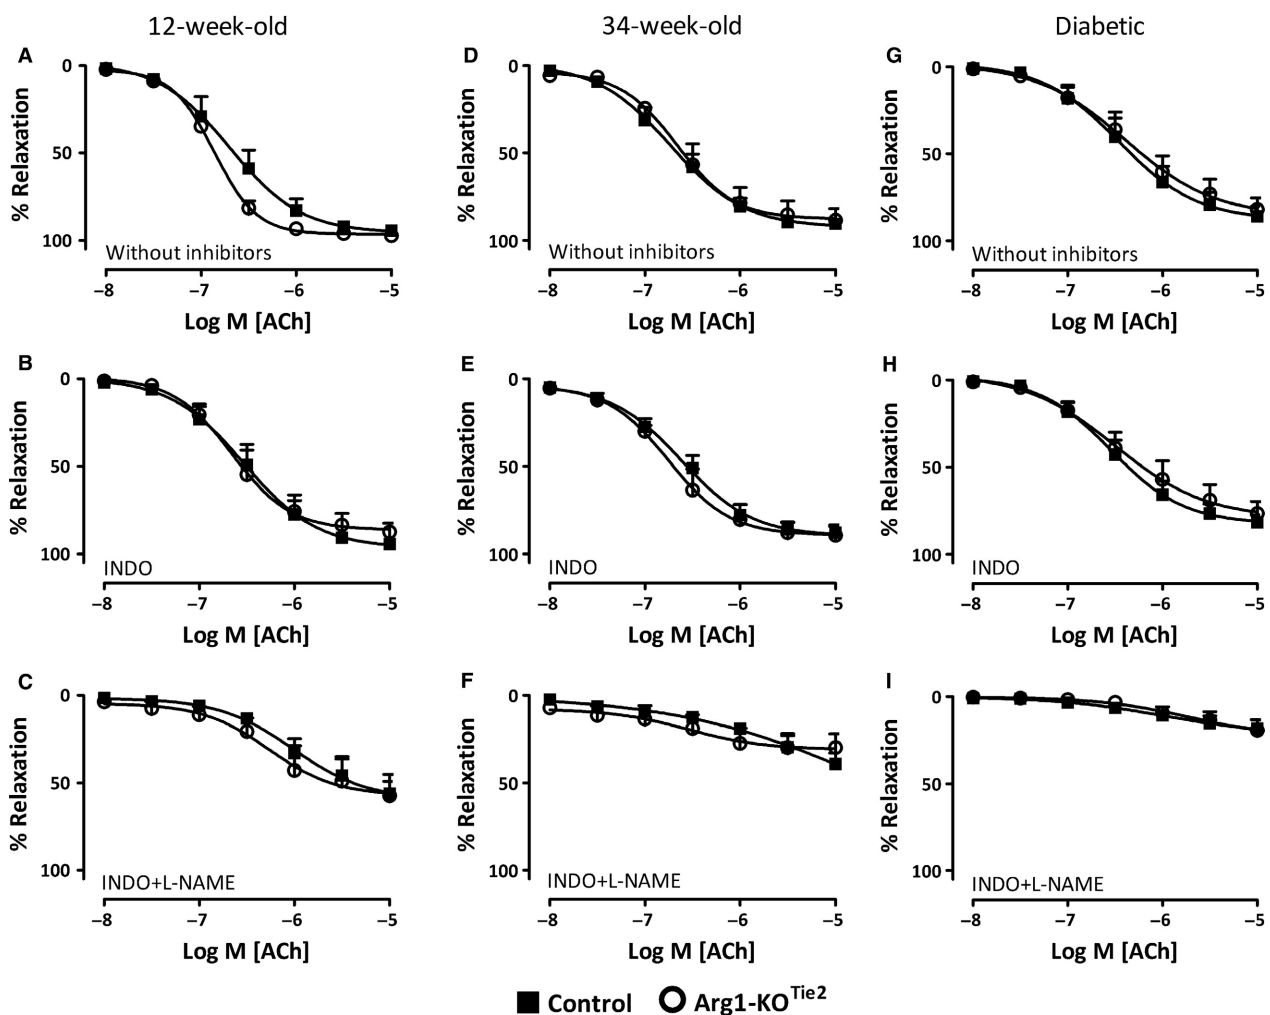 12-week-old 34-week-old Diabetic
A D G
% Relaxation % Relaxation % Relaxation
0 0 0
50 50 50
100 100 100
Without inhibitors Without inhibitors Without inhibitors
–8 –7 –6 –5 –8 –7 –6 –5 –8 –7 –6 –5
Log M [ACh] Log M [ACh] Log M [ACh]
B E H
% Relaxation % Relaxation % Relaxation
0 0 0
50 50 50
100 100 100
INDO INDO INDO
–8 –7 –6 –5 –8 –7 –6 –5 –8 –7 –6 –5
Log M [ACh] Log M [ACh] Log M [ACh]
C F I
% Relaxation % Relaxation % Relaxation
0 0 0
50 50 50
100 100 100
INDO+L-NAME INDO+L-NAME INDO+L-NAME
–8 –7 –6 –5 –8 –7 –6 –5 –8 –7 –6 –5
Log M [ACh] Log M [ACh] Log M [ACh]
Control Arg1-KOTie2